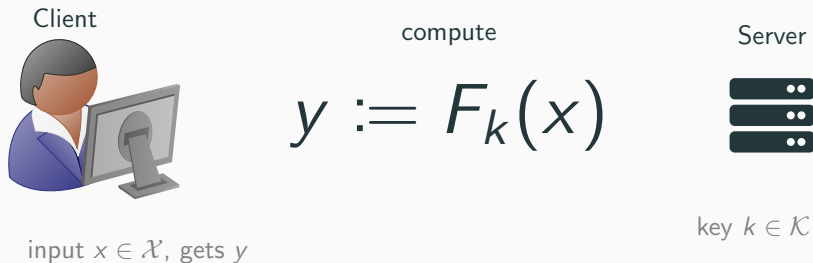 Client
compute
Server
y := F_k(x)
input x ∈ 𝒳, gets y
key k ∈ 𝒦